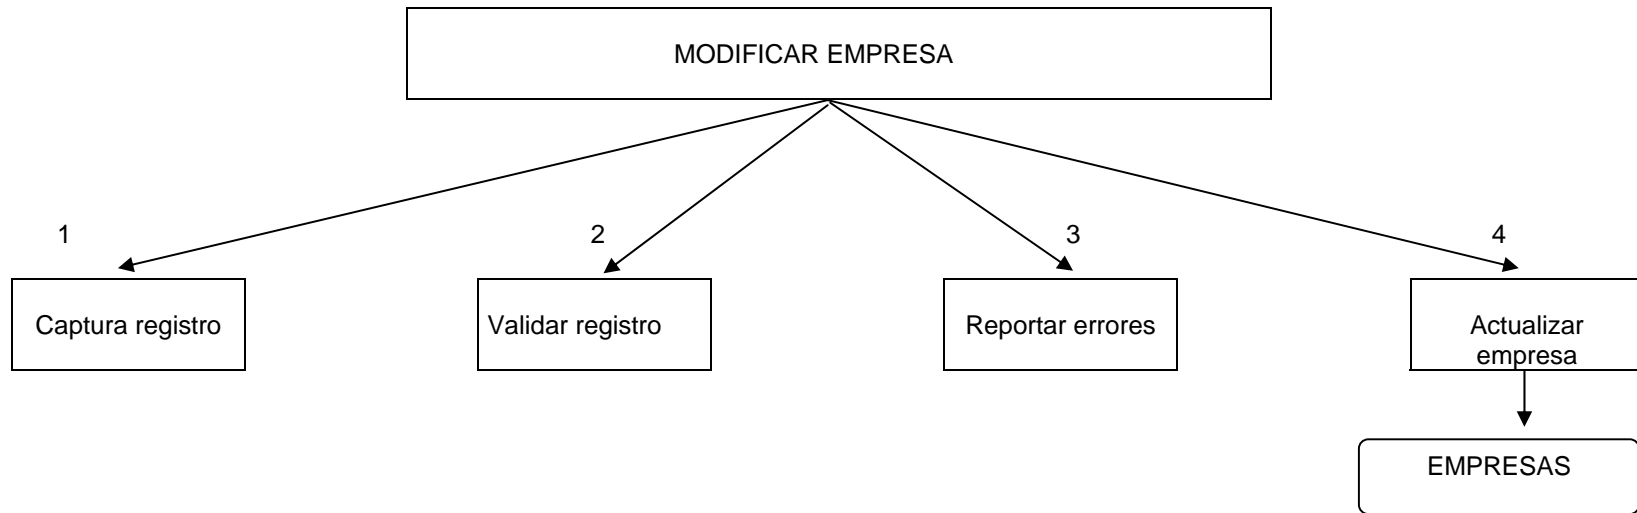 MODIFICAR EMPRESA
1
2
3
4
Captura registro
Validar registro
Reportar errores
Actualizar
empresa
EMPRESAS